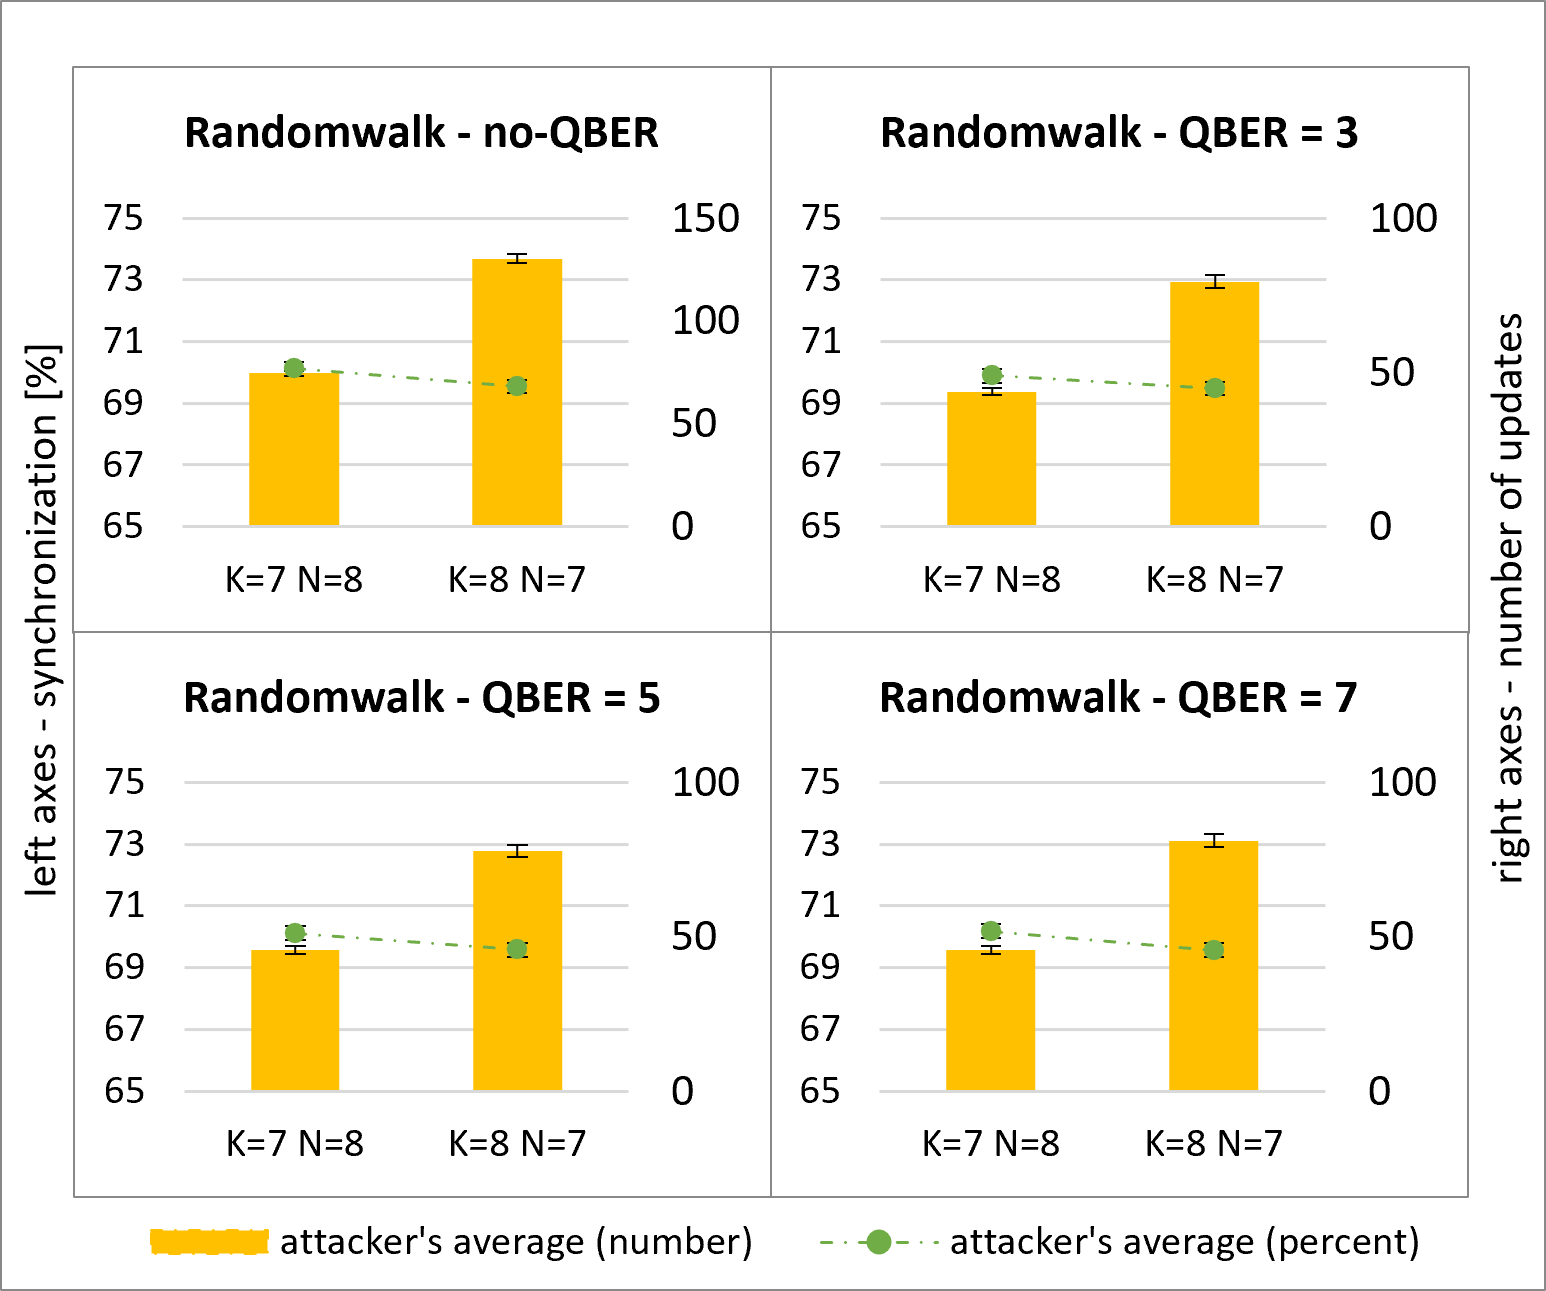 left axes - synchronization [%]
Randomwalk - no-QBER
75
73
71
69
67
65
150
100
50
0
K=7 N=8
K=8 N=7
Randomwalk - QBER = 3
75
73
71
69
67
65
100
50
0
K=7 N=8
K=8 N=7
Randomwalk - QBER = 5
75
73
71
69
67
65
100
50
0
K=7 N=8
K=8 N=7
Randomwalk - QBER = 7
75
73
71
69
67
65
100
50
0
K=7 N=8
K=8 N=7
right axes - number of updates
attacker's average (number)
attacker's average (percent)